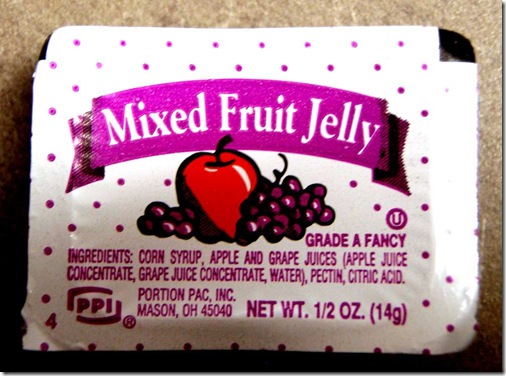 Mixed Fruit Jelly
U
GRADE A FANCY
INGREDIENTS: CORN SYRUP, APPLE AND GRAPE JUICES (APPLE JUICE
CONCENTRATE, GRAPE JUICE CONCENTRATE, WATER), PECTIN, CITRIC ACID.
PPI ®
PORTION PAC, INC.
MASON, OH 45040 NET WT. 1/2 OZ. (14g)
4